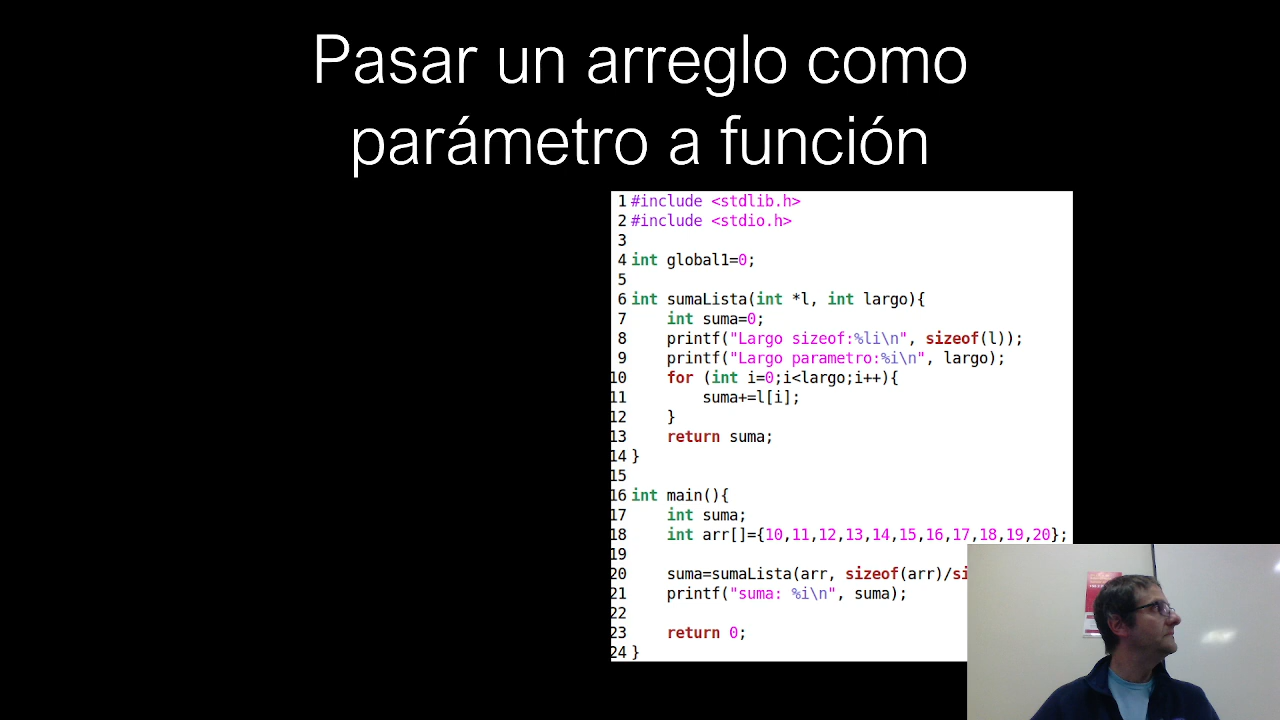 Pasar un arreglo como
parámetro a función
1 #include <stdlib.h>
2 #include <stdio.h>
3
4 int global1=0;
5
6 int sumaLista(int *l, int largo){
7     int suma=0;
8     printf("Largo sizeof:%li\n", sizeof(l));
9     printf("Largo parametro:%i\n", largo);
10     for (int i=0;i<largo;i++){
11         suma+=l[i];
12     }
13     return suma;
14 }
15
16 int main(){
17     int suma;
18     int arr[]={10,11,12,13,14,15,16,17,18,19,20};
19
20     suma=sumaLista(arr, sizeof(arr)/si
21     printf("suma: %i\n", suma);
22
23     return 0;
24 }